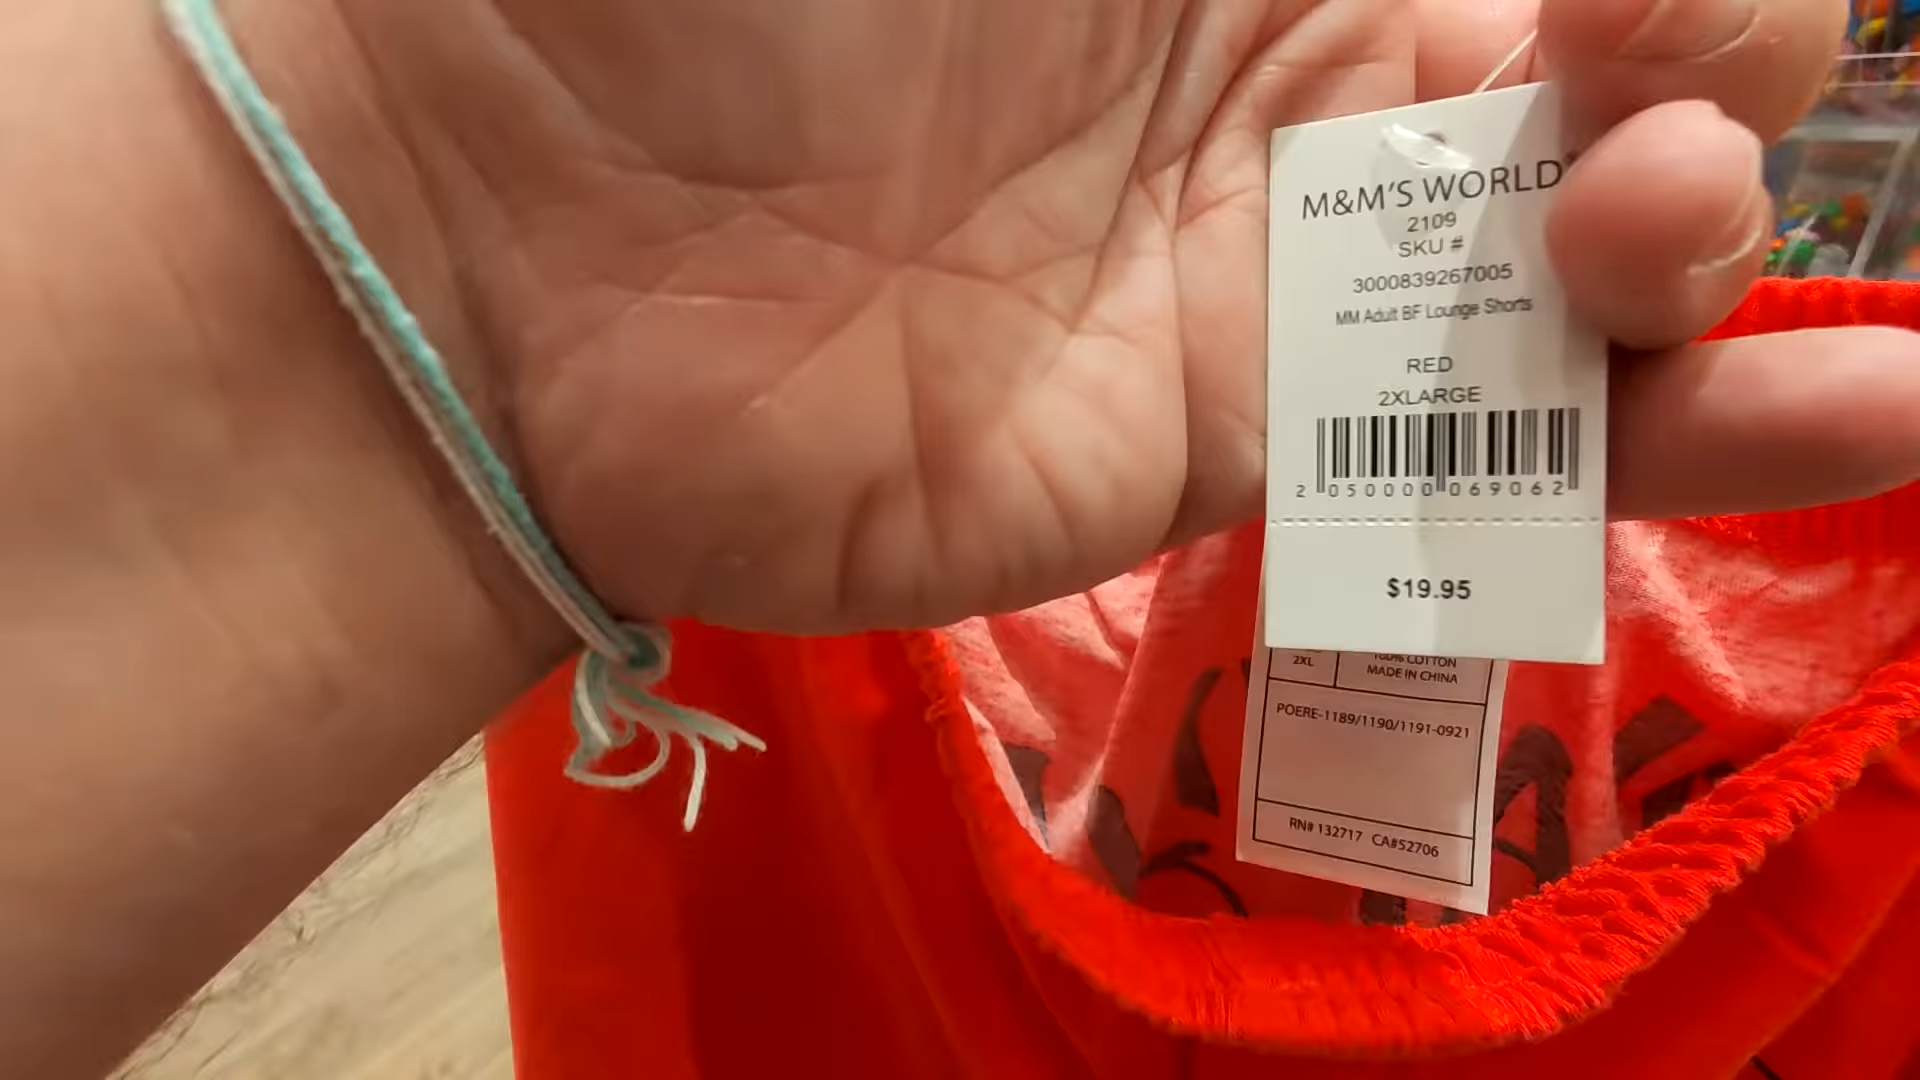 M&M'S WORLD
2109
SKU #
3000839267005
MM Adult BF Lounge Shorts
RED
2XLARGE
2 050000 069062
$19.95
2XL
100% COTTON
MADE IN CHINA
POERE-1189/1190/1191-0921
RN# 132717 CA#52706